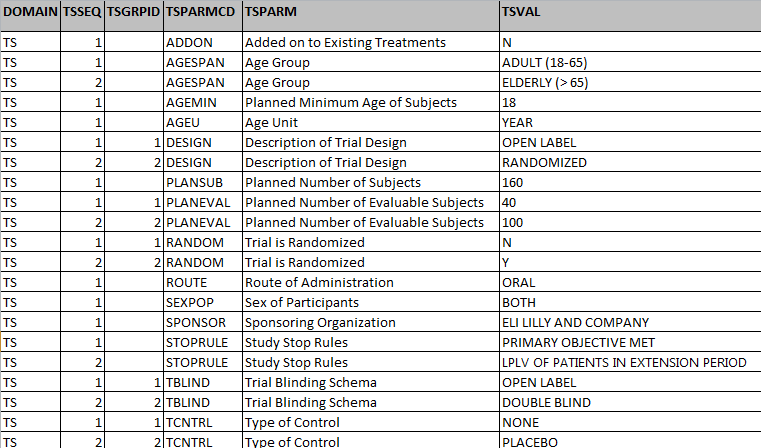 DOMAIN TSSEQ TSGRPID TSPARMCD TSPARM TSVAL
TS 1 ADDON Added on to Existing Treatments N
TS 1 AGESPAN Age Group ADULT (18-65)
TS 2 AGESPAN Age Group ELDERLY (> 65)
TS 1 AGEMIN Planned Minimum Age of Subjects 18
TS 1 AGEU Age Unit YEAR
TS 1 1 DESIGN Description of Trial Design OPEN LABEL
TS 2 2 DESIGN Description of Trial Design RANDOMIZED
TS 1 PLANSUB Planned Number of Subjects 160
TS 1 1 PLANEVAL Planned Number of Evaluable Subjects 40
TS 2 2 PLANEVAL Planned Number of Evaluable Subjects 100
TS 1 1 RANDOM Trial is Randomized N
TS 2 2 RANDOM Trial is Randomized Y
TS 1 ROUTE Route of Administration ORAL
TS 1 SEXPOP Sex of Participants BOTH
TS 1 SPONSOR Sponsoring Organization ELI LILLY AND COMPANY
TS 1 STOPRULE Study Stop Rules PRIMARY OBJECTIVE MET
TS 2 STOPRULE Study Stop Rules LPLV OF PATIENTS IN EXTENSION PERIOD
TS 1 1 TBLIND Trial Blinding Schema OPEN LABEL
TS 2 2 TBLIND Trial Blinding Schema DOUBLE BLIND
TS 1 1 TCNTRL Type of Control NONE
TS 2 2 TCNTRL Type of Control PLACEBO